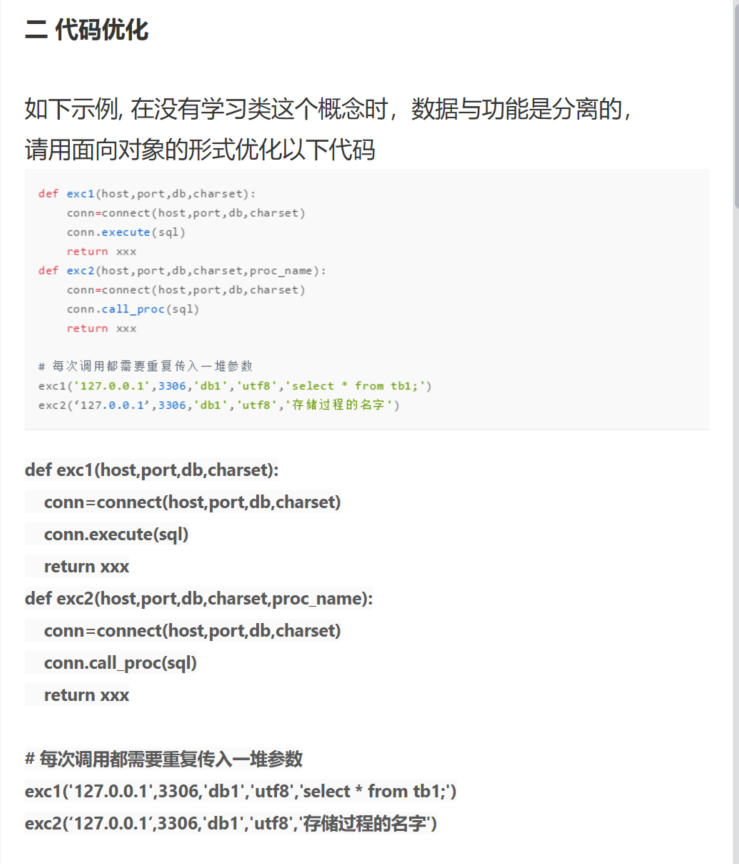 二 代码优化
如下示例, 在没有学习类这个概念时，数据与功能是分离的，
请用面向对象的形式优化以下代码
def exc1(host,port,db,charset):
    conn=connect(host,port,db,charset)
    conn.execute(sql)
    return xxx
def exc2(host,port,db,charset,proc_name):
    conn=connect(host,port,db,charset)
    conn.call_proc(sql)
    return xxx
# 每次调用都需要重复传入一堆参数
exc1('127.0.0.1',3306,'db1','utf8','select * from tb1;')
exc2(‘127.0.0.1’,3306,'db1','utf8','存储过程的名字')
def exc1(host,port,db,charset):
    conn=connect(host,port,db,charset)
    conn.execute(sql)
    return xxx
def exc2(host,port,db,charset,proc_name):
    conn=connect(host,port,db,charset)
    conn.call_proc(sql)
    return xxx
# 每次调用都需要重复传入一堆参数
exc1('127.0.0.1',3306,'db1','utf8','select * from tb1;')
exc2(‘127.0.0.1’,3306,'db1','utf8','存储过程的名字')